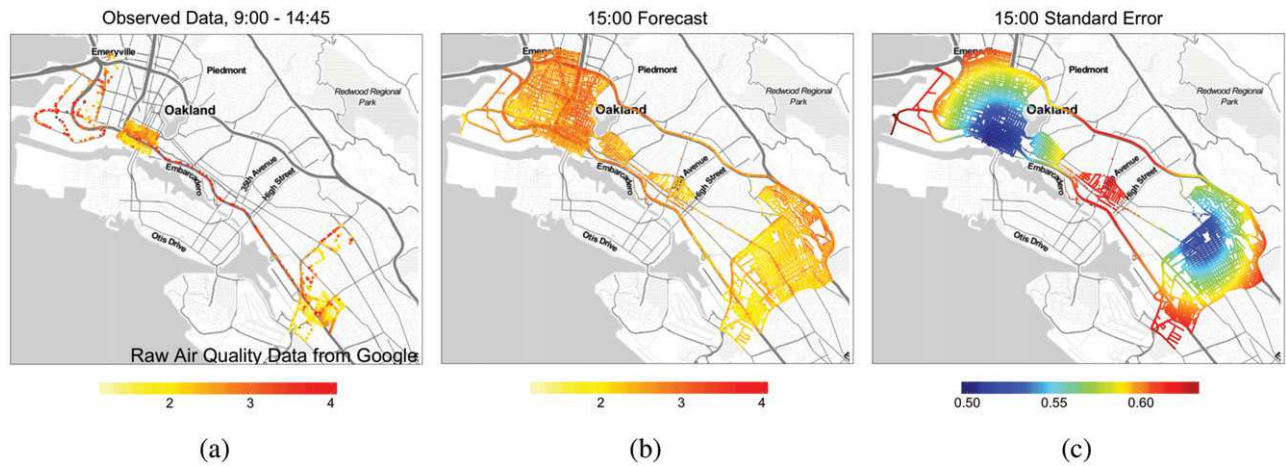 Observed Data, 9:00 - 14:45
Emeryville
Piedmont
Redwood Regional
Park
Oakland
Embarcadero
35th Avenue
High Street
Otis Drive
Raw Air Quality Data from Google
2 3 4
(a)
15:00 Forecast
Piedmont
Redwood Regional
Park
Oakland
Embarcadero
Avenue
High Street
Otis Drive
2 3 4
(b)
15:00 Standard Error
Piedmont
Redwood Regional
Park
Oakland
Embarcadero
Avenue
High Street
Otis Drive
0.50 0.55 0.60
(c)